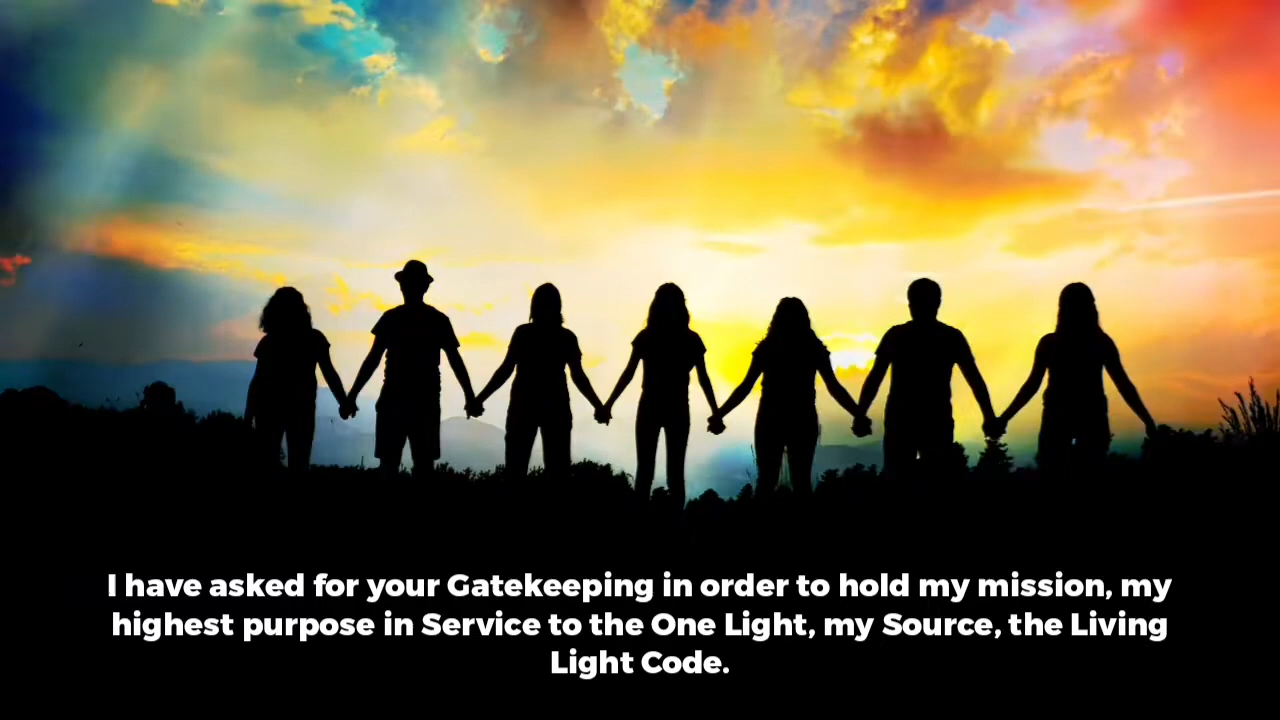 I have asked for your Gatekeeping in order to hold my mission, my
highest purpose in Service to the One Light, my Source, the Living
Light Code.